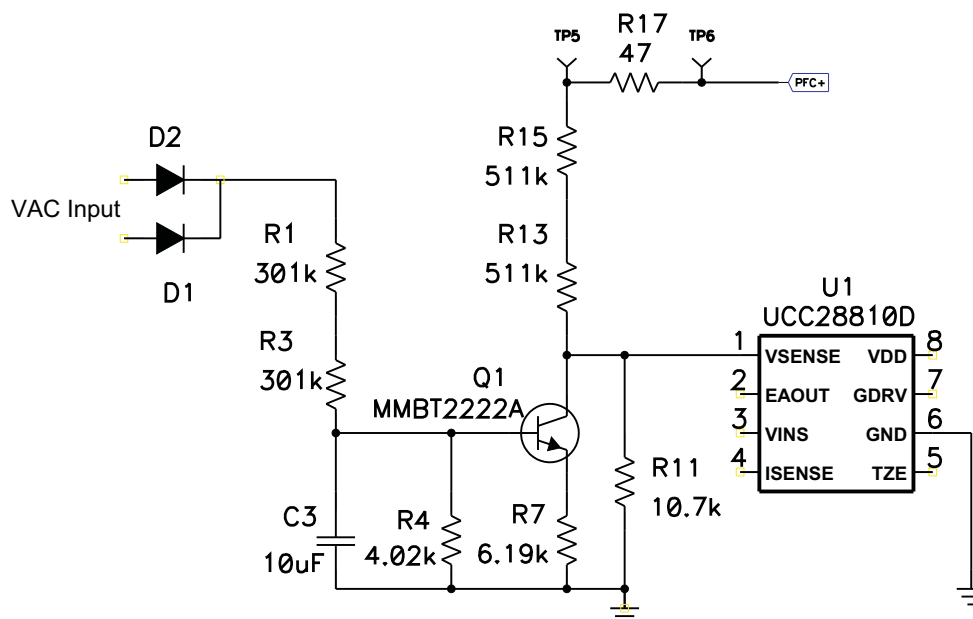 TP5
R17
47
TP6
PFC+
D2
VAC Input
D1
R15
511k
R1
301k
R13
511k
R3
301k
Q1
MMBT2222A
U1
UCC28810D
1
VSENSE
VDD
8
2
EAOUT
GDRV
7
3
VINS
GND
6
4
ISENSE
TZE
5
C3
10uF
R4
4.02k
R7
6.19k
R11
10.7k